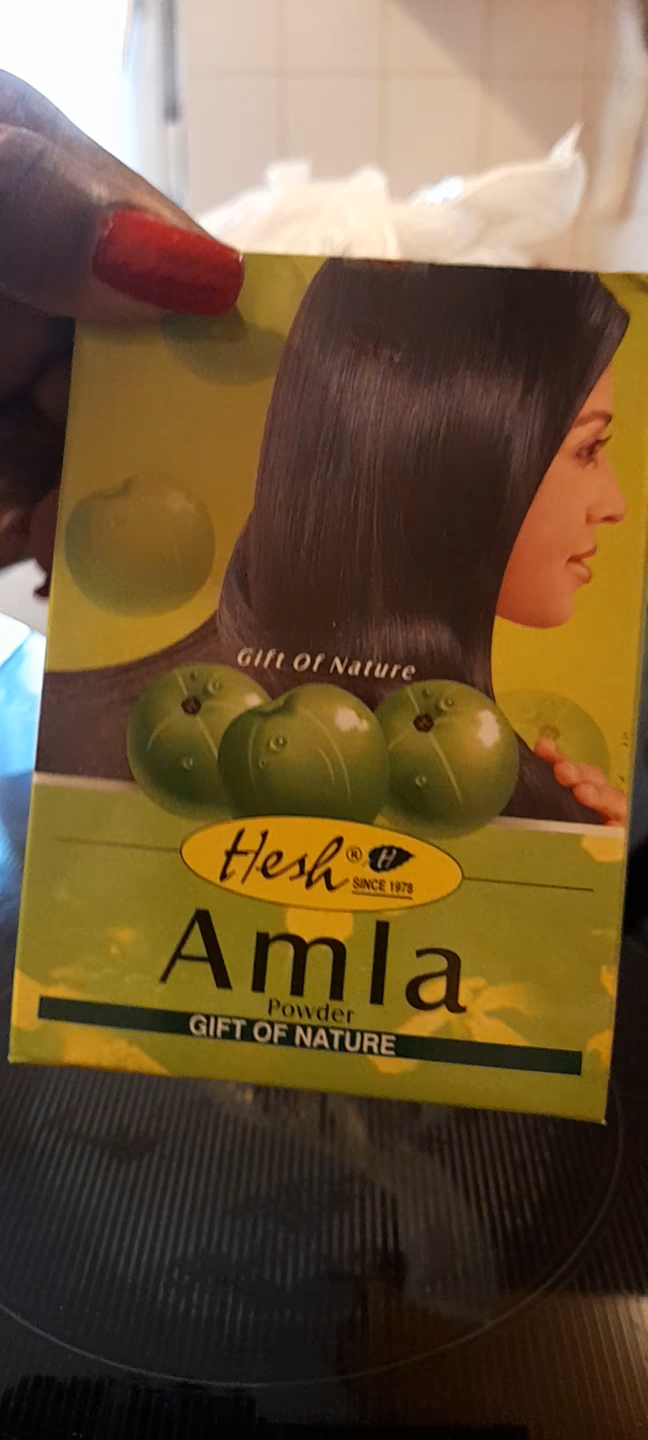 Gift Of Nature
Hesh® H
SINCE 1978
Amla
Powder
GIFT OF NATURE